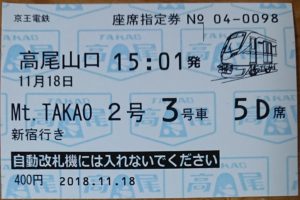 京王電鉄 座席指定券 № 04-0098
高尾山口 15:01発
11月18日
Mt. TAKAO 2号 3号車 5D席
新宿行き
自動改札機には入れないでください
400円 2018.11.18